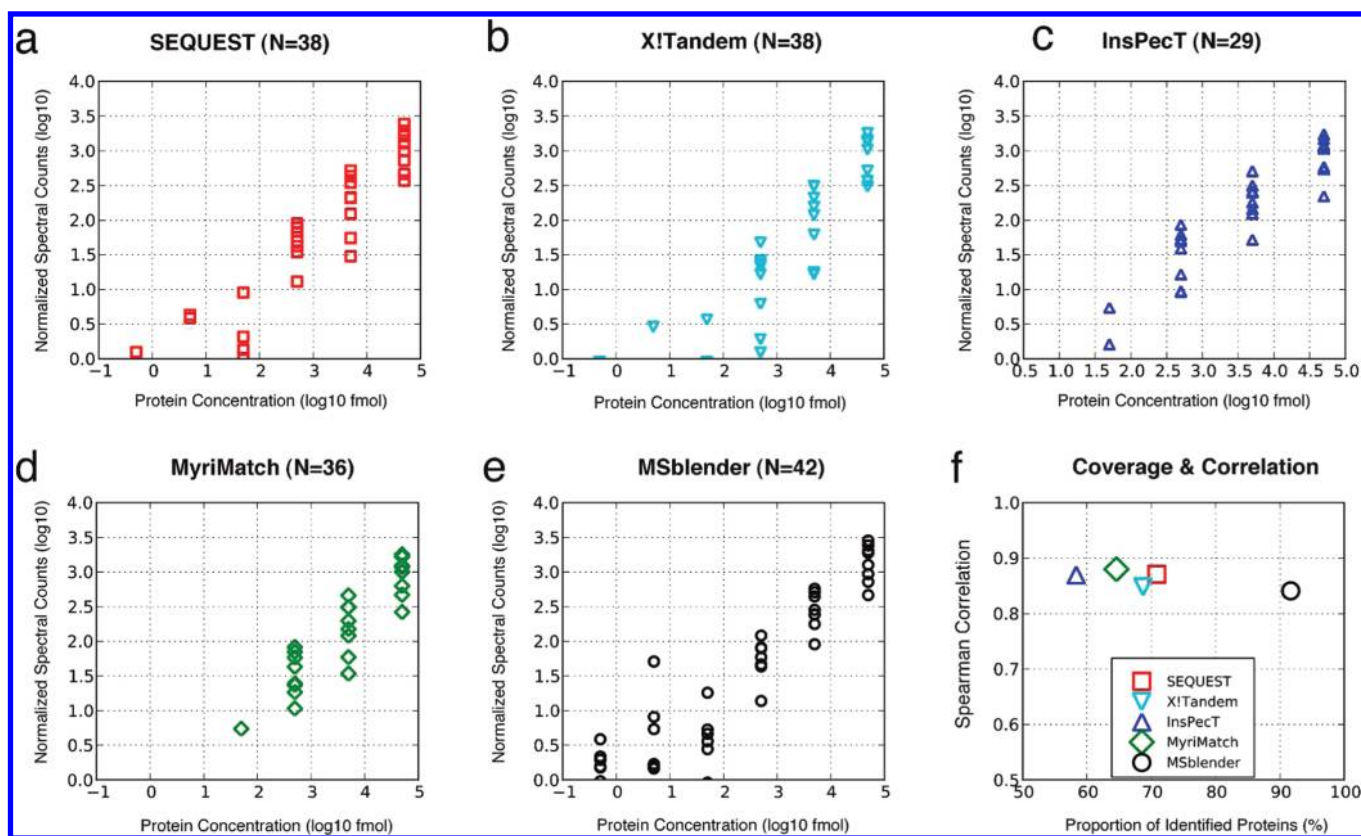 a
SEQUEST (N=38)
Normalized Spectral Counts (log10)
4.0
3.5
3.0
2.5
2.0
1.5
1.0
0.5
0.0
−1 0 1 2 3 4 5
Protein Concentration (log10 fmol)
b
X!Tandem (N=38)
Normalized Spectral Counts (log10)
4.0
3.5
3.0
2.5
2.0
1.5
1.0
0.5
0.0
−1 0 1 2 3 4 5
Protein Concentration (log10 fmol)
c
InsPecT (N=29)
Normalized Spectral Counts (log10)
4.0
3.5
3.0
2.5
2.0
1.5
1.0
0.5
0.0
0.5 1.0 1.5 2.0 2.5 3.0 3.5 4.0 4.5 5.0
Protein Concentration (log10 fmol)
d
MyriMatch (N=36)
Normalized Spectral Counts (log10)
4.0
3.5
3.0
2.5
2.0
1.5
1.0
0.5
0.0
−1 0 1 2 3 4 5
Protein Concentration (log10 fmol)
e
MSblender (N=42)
Normalized Spectral Counts (log10)
4.0
3.5
3.0
2.5
2.0
1.5
1.0
0.5
0.0
−1 0 1 2 3 4 5
Protein Concentration (log10 fmol)
f
Coverage & Correlation
Spearman Correlation
1.0
0.9
0.8
0.7
0.6
0.5
SEQUEST
X!Tandem
InsPecT
MyriMatch
MSblender
50 60 70 80 90 100
Proportion of Identified Proteins (%)